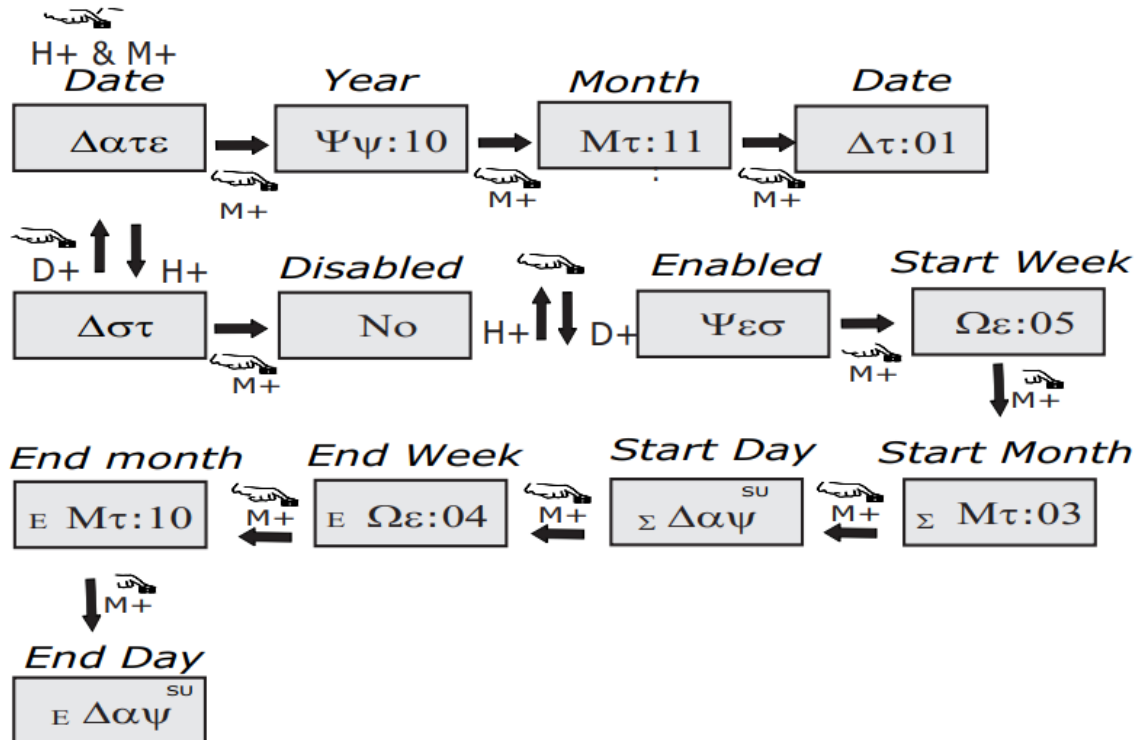 H+ & M+
Date Year Month Date
Δατε Ψψ:10 Μτ:11 Δτ:01
:
M+ M+ M+
D+ H+ Disabled Enabled Start Week
Δστ No H+ D+ Ψεσ Ωε:05
M+ M+ M+
End month End Week Start Day Start Month
E Μτ:10 M+ E Ωε:04 M+ Σ Δαψ SU M+ Σ Μτ:03
M+
End Day
E Δαψ SU